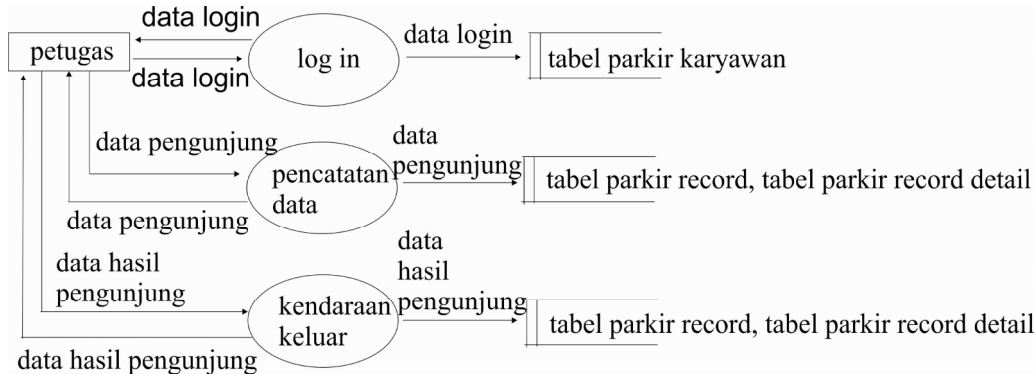 data login
petugas
log in
data login
data login
tabel parkir karyawan
data pengunjung
pencatatan
data
data
pengunjung
tabel parkir record, tabel parkir record detail
data pengunjung
data hasil
pengunjung
kendaraan
keluar
data
hasil
pengunjung
tabel parkir record, tabel parkir record detail
data hasil pengunjung